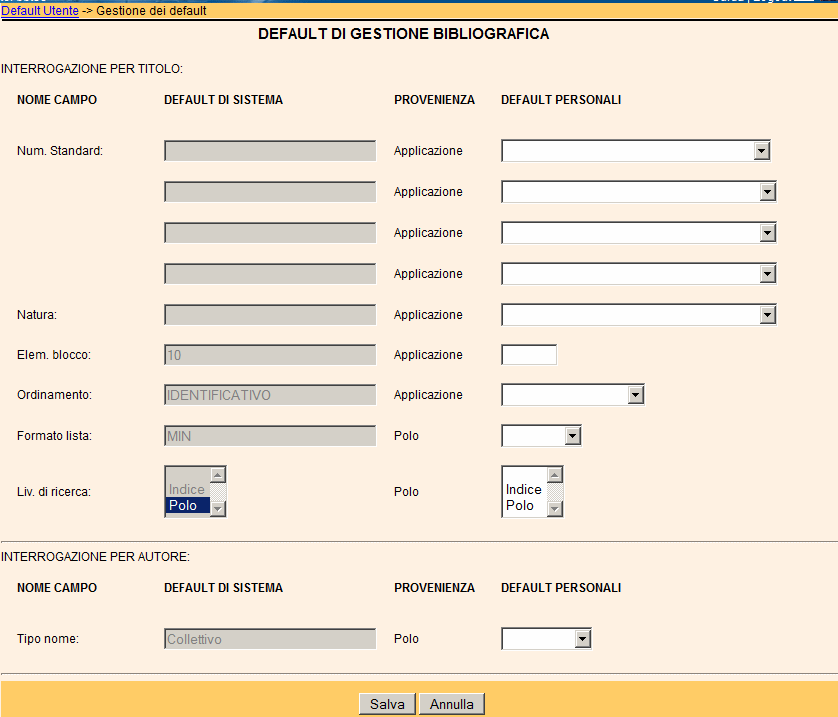 Default Utente -> Gestione dei default
DEFAULT DI GESTIONE BIBLIOGRAFICA
INTERROGAZIONE PER TITOLO:
NOME CAMPO DEFAULT DI SISTEMA PROVENIENZA DEFAULT PERSONALI
Num. Standard: Applicazione
Applicazione
Applicazione
Applicazione
Natura: Applicazione
Elem. blocco: 10 Applicazione
Ordinamento: IDENTIFICATIVO Applicazione
Formato lista: MIN Polo
Liv. di ricerca: Indice Polo Polo Indice Polo
INTERROGAZIONE PER AUTORE:
NOME CAMPO DEFAULT DI SISTEMA PROVENIENZA DEFAULT PERSONALI
Tipo nome: Collettivo Polo
Salva Annulla